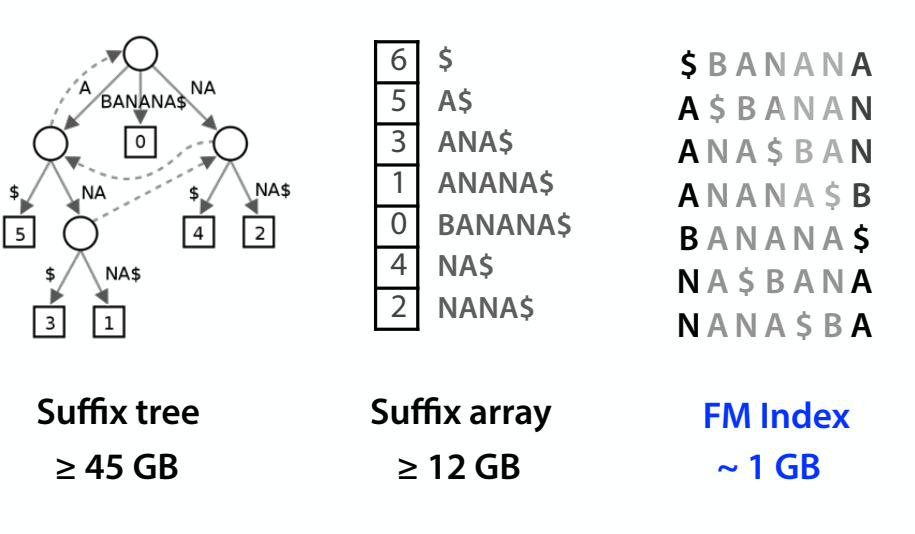 A
BANANA$
NA
0
$
NA
$
NA$
5
4
2
$
NA$
3
1
6 $
5 A$
3 ANA$
1 ANANA$
0 BANANA$
4 NA$
2 NANA$
$ B A N A N A
A $ B A N A N
A N A $ B A N
A N A N A $ B
B A N A N A $
N A $ B A N A
N A N A $ B A
Suffix tree
≥ 45 GB
Suffix array
≥ 12 GB
FM Index
~ 1 GB